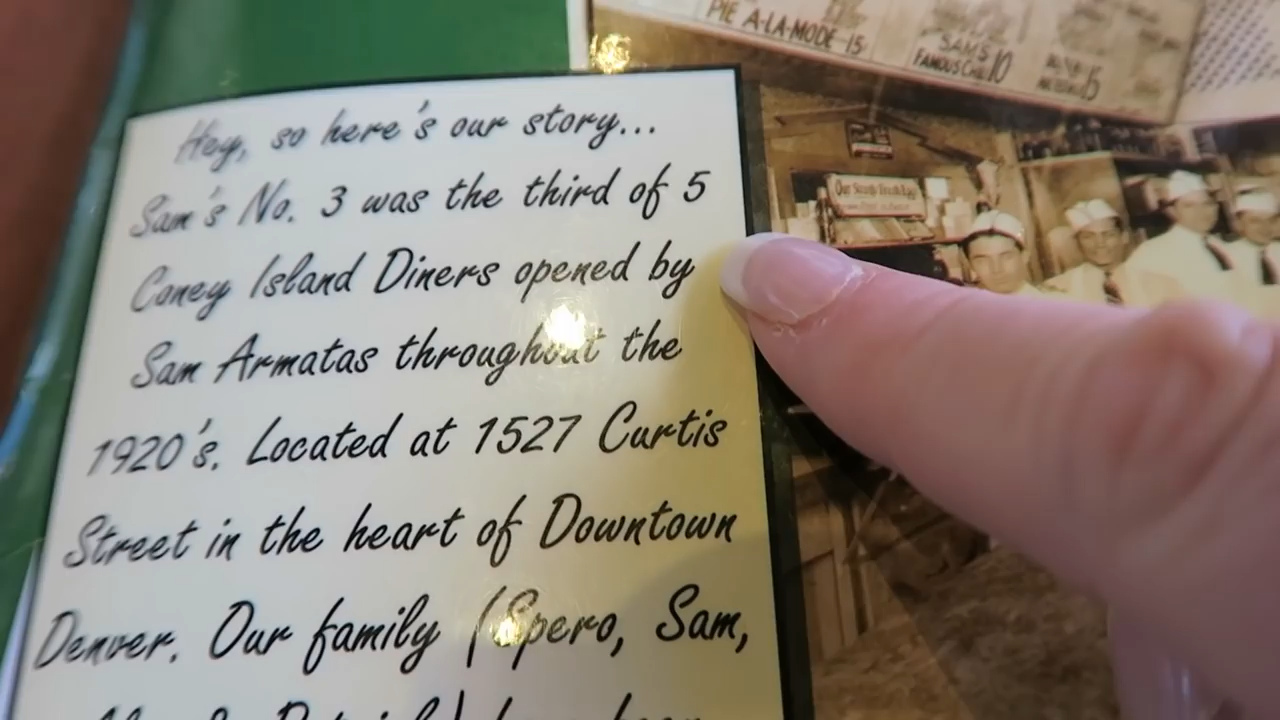 PIE A-LA-MODE 15
SAM'S
FAMOUS CHILI 10
15
Hey, so here's our story...
Sam's No. 3 was the third of 5
Coney Island Diners opened by
Sam Armatas throughout the
1920's. Located at 1527 Curtis
Street in the heart of Downtown
Denver. Our family (Spero, Sam,